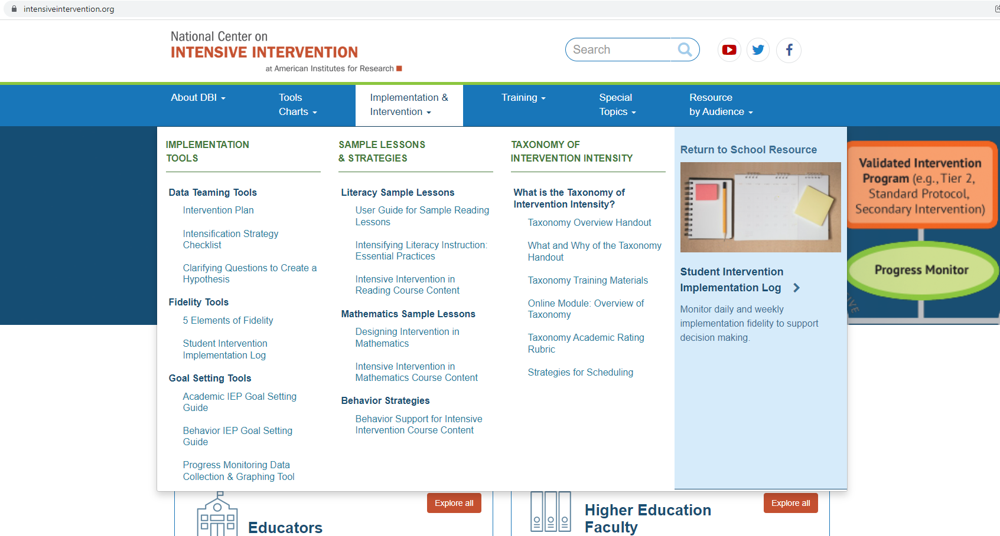 intensiveintervention.org
National Center on
INTENSIVE INTERVENTION
at American Institutes for Research
Search
About DBI
Tools
Charts
Implementation &
Intervention
Training
Special
Topics
Resource
by Audience
IMPLEMENTATION
TOOLS
Data Teaming Tools
Intervention Plan
Intensification Strategy
Checklist
Clarifying Questions to Create a
Hypothesis
Fidelity Tools
5 Elements of Fidelity
Student Intervention
Implementation Log
Goal Setting Tools
Academic IEP Goal Setting
Guide
Behavior IEP Goal Setting
Guide
Progress Monitoring Data
Collection & Graphing Tool
SAMPLE LESSONS
& STRATEGIES
Literacy Sample Lessons
User Guide for Sample Reading
Lessons
Intensifying Literacy Instruction:
Essential Practices
Intensive Intervention in
Reading Course Content
Mathematics Sample Lessons
Designing Intervention in
Mathematics
Intensive Intervention in
Mathematics Course Content
Behavior Strategies
Behavior Support for Intensive
Intervention Course Content
TAXONOMY OF
INTERVENTION INTENSITY
What is the Taxonomy of
Intervention Intensity?
Taxonomy Overview Handout
What and Why of the Taxonomy
Handout
Taxonomy Training Materials
Online Module: Overview of
Taxonomy
Taxonomy Academic Rating
Rubric
Strategies for Scheduling
Return to School Resource
Student Intervention
Implementation Log
Monitor daily and weekly
implementation fidelity to support
decision making.
Validated Intervention
Program (e.g., Tier 2,
Standard Protocol,
Secondary Intervention)
Progress Monitor
Explore all
Educators
Explore all
Higher Education
Faculty